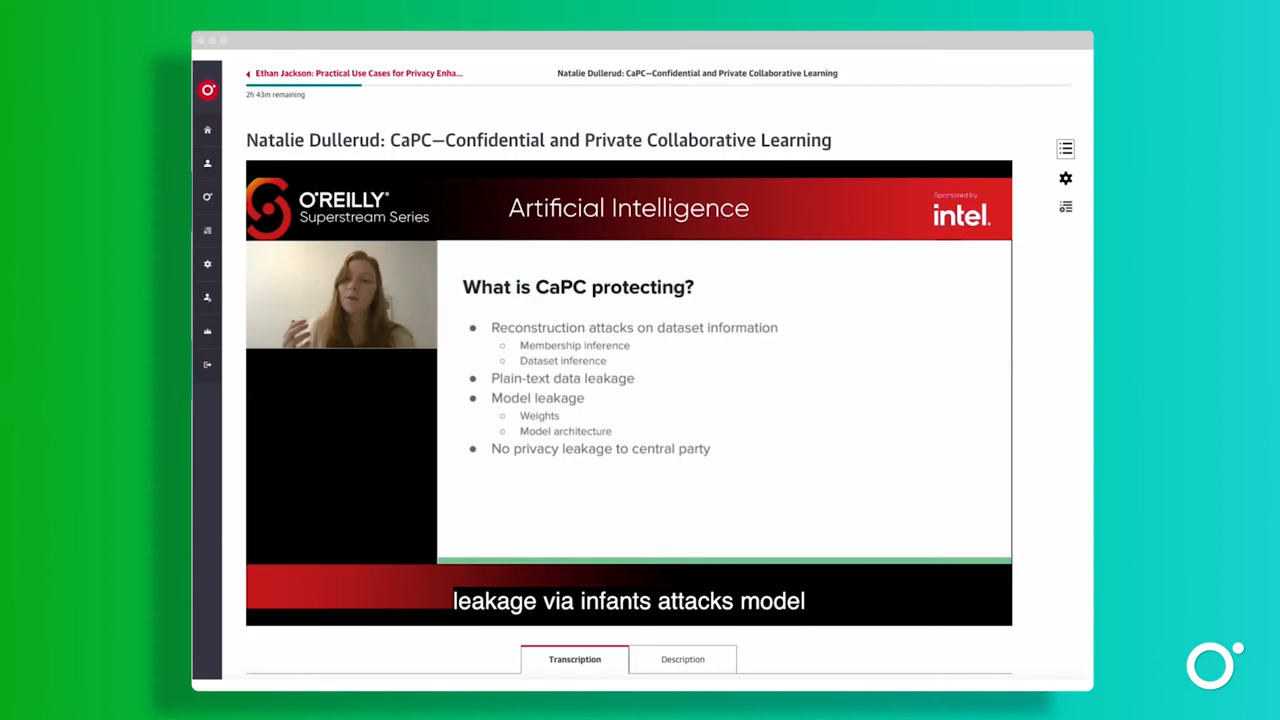 Ethan Jackson: Practical Use Cases for Privacy Enha...
Natalie Dullerud: CaPC—Confidential and Private Collaborative Learning
2h 43m remaining
Natalie Dullerud: CaPC—Confidential and Private Collaborative Learning
O'REILLY®
Superstream Series
Artificial Intelligence
Sponsored by
intel.
What is CaPC protecting?
● Reconstruction attacks on dataset information
○ Membership inference
○ Dataset inference
● Plain-text data leakage
● Model leakage
○ Weights
○ Model architecture
● No privacy leakage to central party
leakage via infants attacks model
Transcription
Description